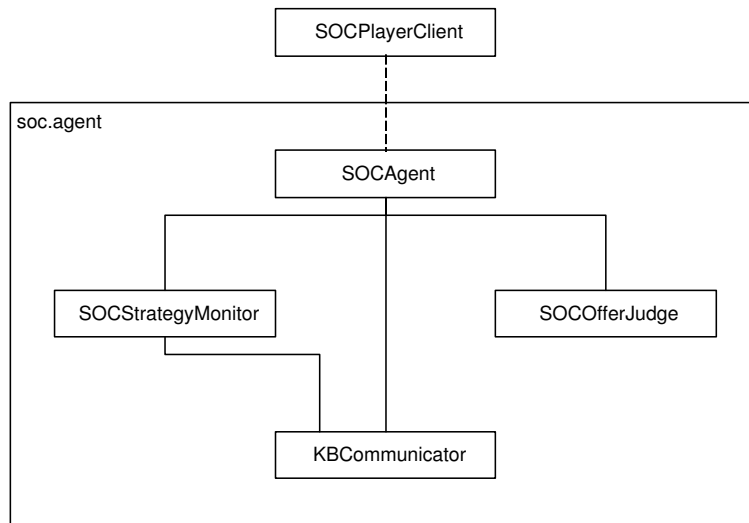 SOCPlayerClient
soc.agent
SOCAgent
SOCStrategyMonitor
SOCOfferJudge
KBCommunicator